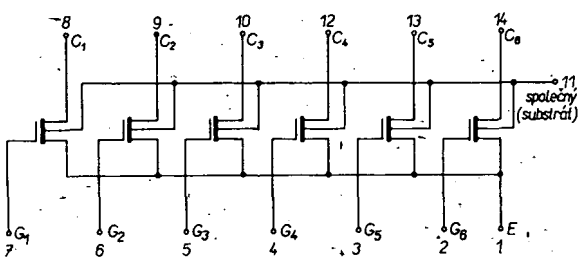 8 9 10 12 13 14
C1 C2 C3 C4 C5 C6
11
společný
(substrát)
G1 G2 G3 G4 G5 G6 E
7 6 5 4 3 2 1